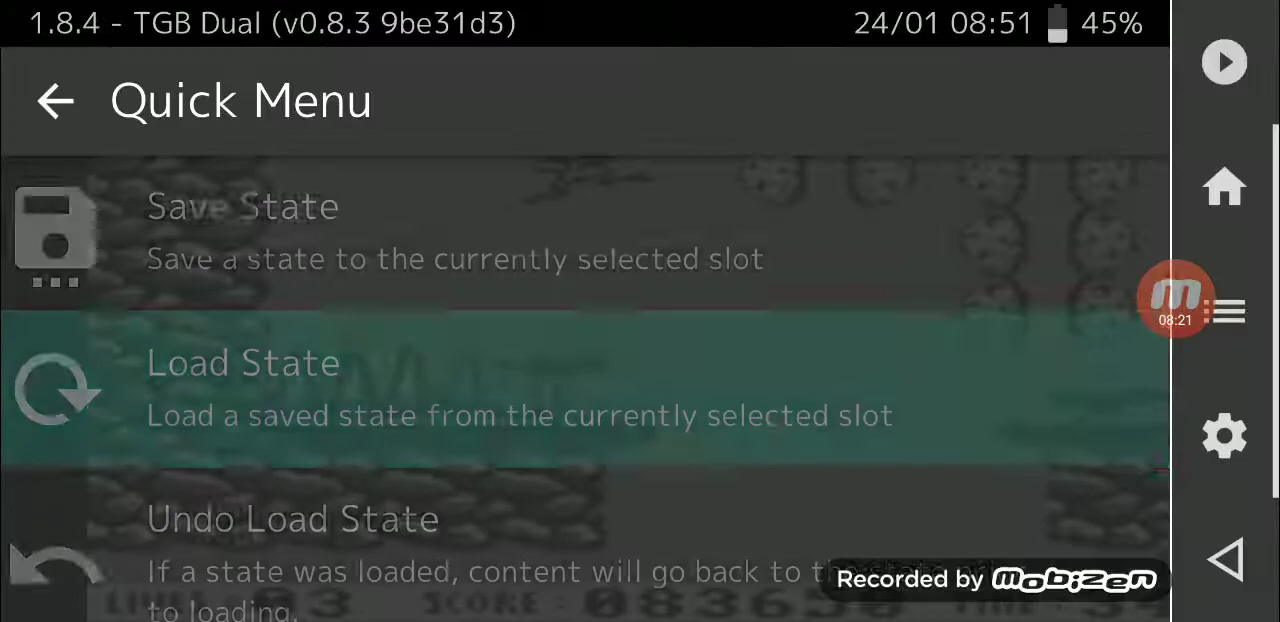 1.8.4 - TGB Dual (v0.8.3 9be31d3)
24/01 08:51
45%
Quick Menu
Save State
Save a state to the currently selected slot
08:21
Load State
Load a saved state from the currently selected slot
Undo Load State
If a state was loaded, content will go back to
to loading.
Recorded by mobizen
03 SCORE: 08365